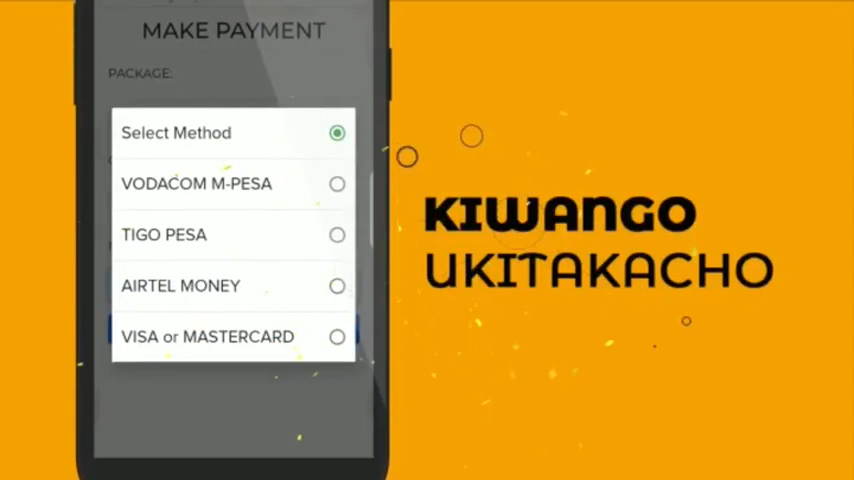 MAKE PAYMENT
PACKAGE:
Select Method
VODACOM M-PESA
TIGO PESA
AIRTEL MONEY
VISA or MASTERCARD
KIWANGO
UKITAKACHO